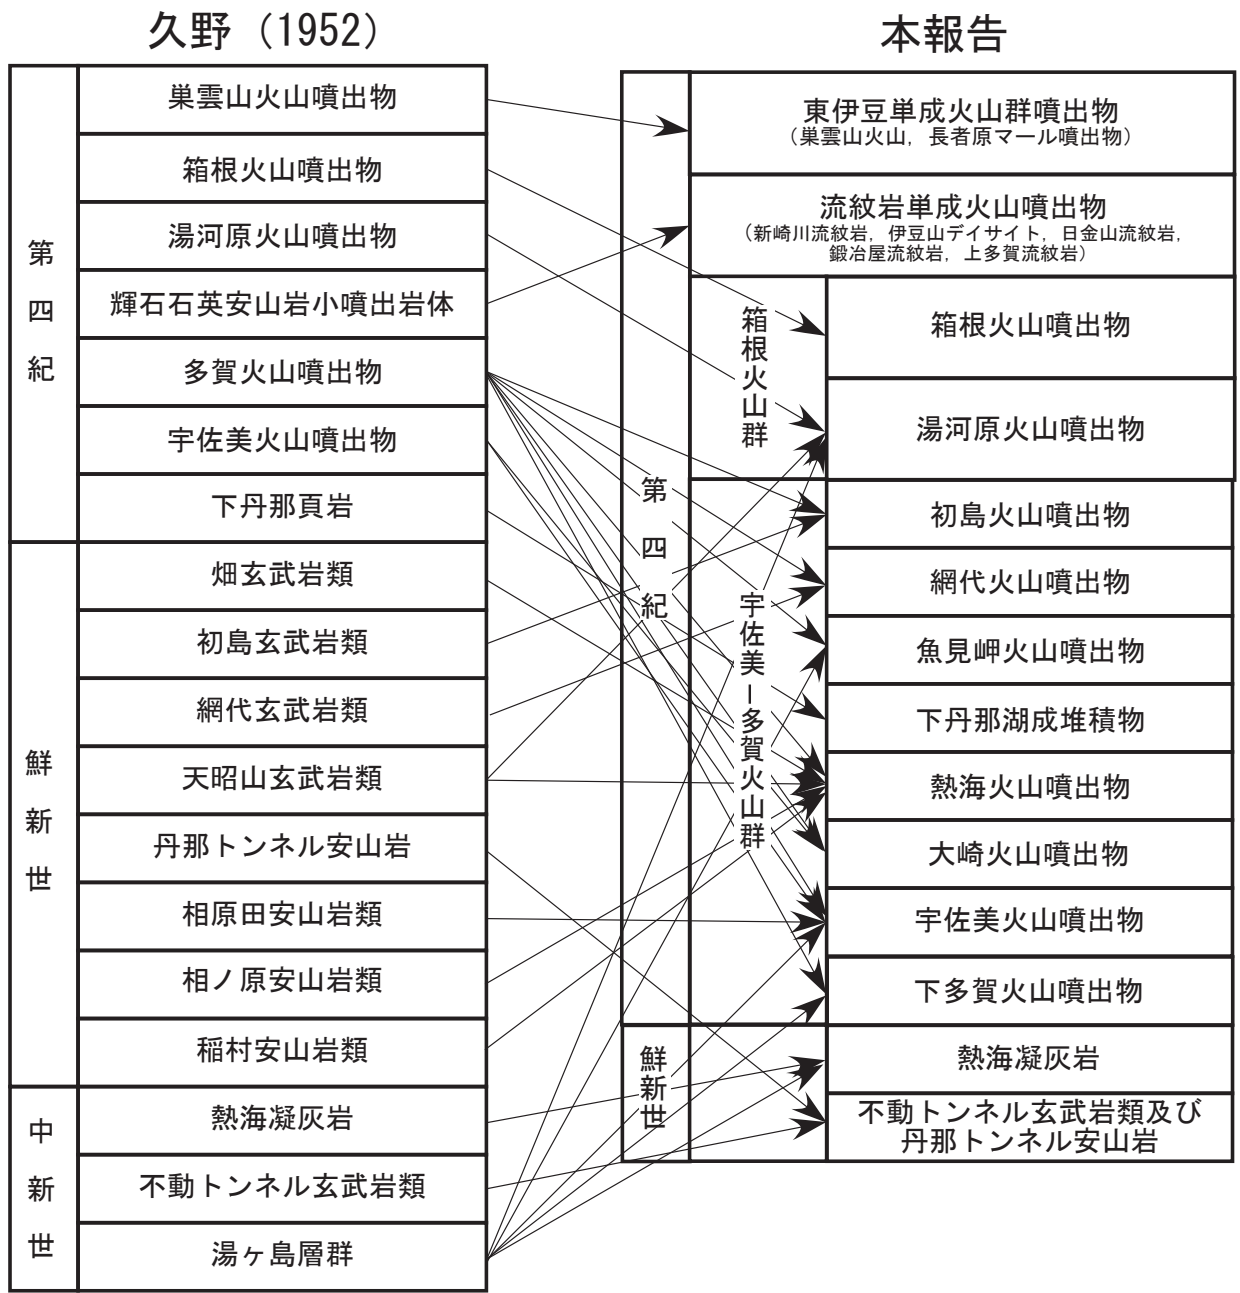 久野（1952）
第四紀
巣雲山火山噴出物
箱根火山噴出物
湯河原火山噴出物
輝石石英安山岩小噴出岩体
多賀火山噴出物
宇佐美火山噴出物
下丹那頁岩
鮮新世
畑玄武岩類
初島玄武岩類
網代玄武岩類
天昭山玄武岩類
丹那トンネル安山岩
相原田安山岩類
相ノ原安山岩類
稲村安山岩類
中新世
熱海凝灰岩
不動トンネル玄武岩類
湯ヶ島層群
本報告
第四紀
東伊豆単成火山群噴出物
（巣雲山火山，長者原マール噴出物）
流紋岩単成火山噴出物
（新崎川流紋岩，伊豆山デイサイト，日金山流紋岩，
鍛冶屋流紋岩，上多賀流紋岩）
箱根火山群
箱根火山噴出物
湯河原火山噴出物
宇佐美ー多賀火山群
初島火山噴出物
網代火山噴出物
魚見岬火山噴出物
下丹那湖成堆積物
熱海火山噴出物
大崎火山噴出物
宇佐美火山噴出物
下多賀火山噴出物
鮮新世
熱海凝灰岩
不動トンネル玄武岩類及び
丹那トンネル安山岩